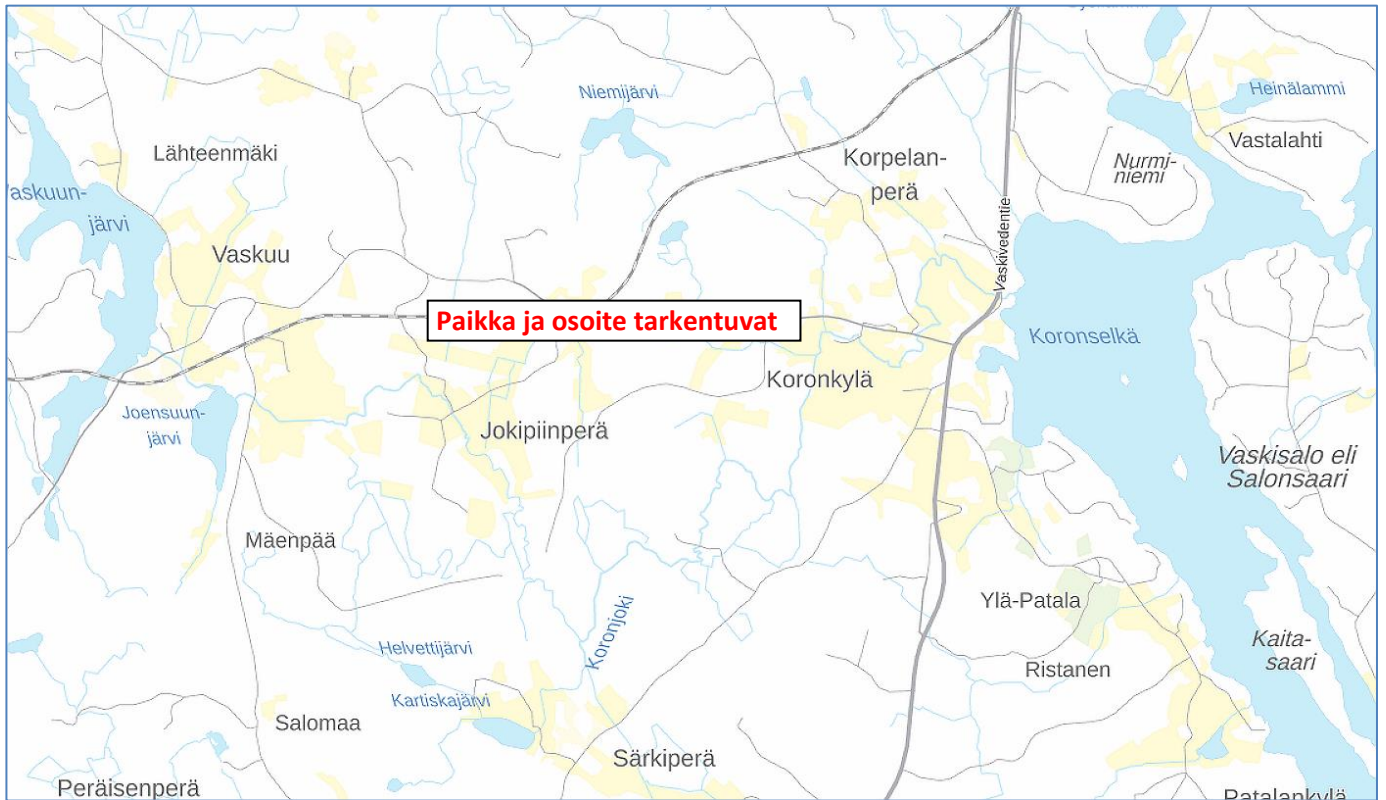 Niemijärvi
Heinälammi
Vastalahti
Lähteenmäki
Korpelan-
perä
Nurmi-
niemi
järvi
Vaskuu
Vaskivedentie
Paikka ja osoite tarkentuvat
Koronselkä
Koronkylä
Joensuun-
järvi
Jokipiinperä
Vaskisalo eli
Salonsaari
Mäenpää
Ylä-Patala
Koronjoki
Kaita-
saari
Helvettijärvi
Ristanen
Kartiskajärvi
Salomaa
Särkiperä
Peräisenperä
Patalankylä